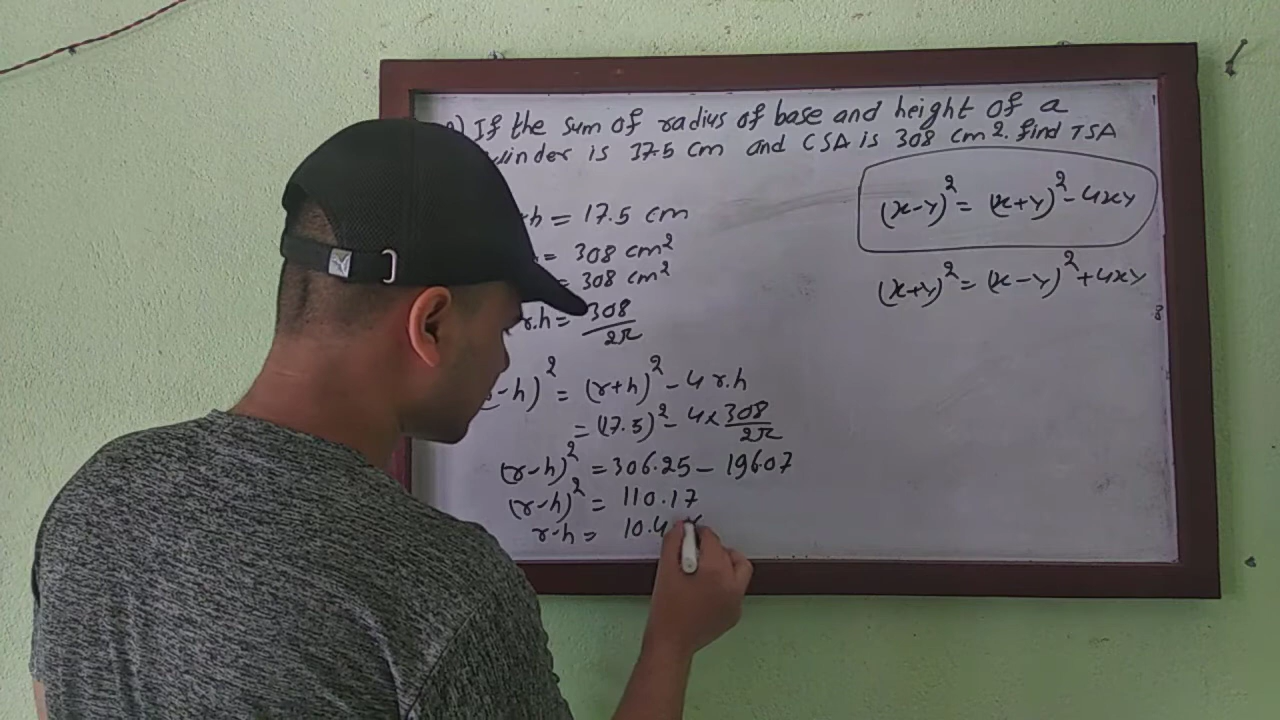 If the sum of radius of base and height of a
is 17.5 cm and CSA is 308 cm². find TSA
(x-y)² = (x+y)² - 4xy
(x+y)² = (x-y)² + 4xy
h = 17.5 cm
= 308 cm²
= 308 cm²
r.h = 308/2π
-h)² = (r+h)² - 4 r.h
= (17.5)² - 4 × 308/2π
(r-h)² = 306.25 - 196.07
(r-h)² = 110.17
r-h = 10.4